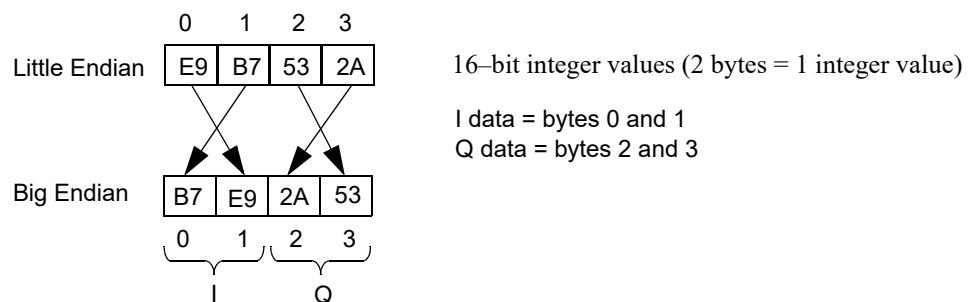 0 1 2 3
Little Endian E9 B7 53 2A
16–bit integer values (2 bytes = 1 integer value)
I data = bytes 0 and 1
Q data = bytes 2 and 3
Big Endian B7 E9 2A 53
0 1 2 3
I Q